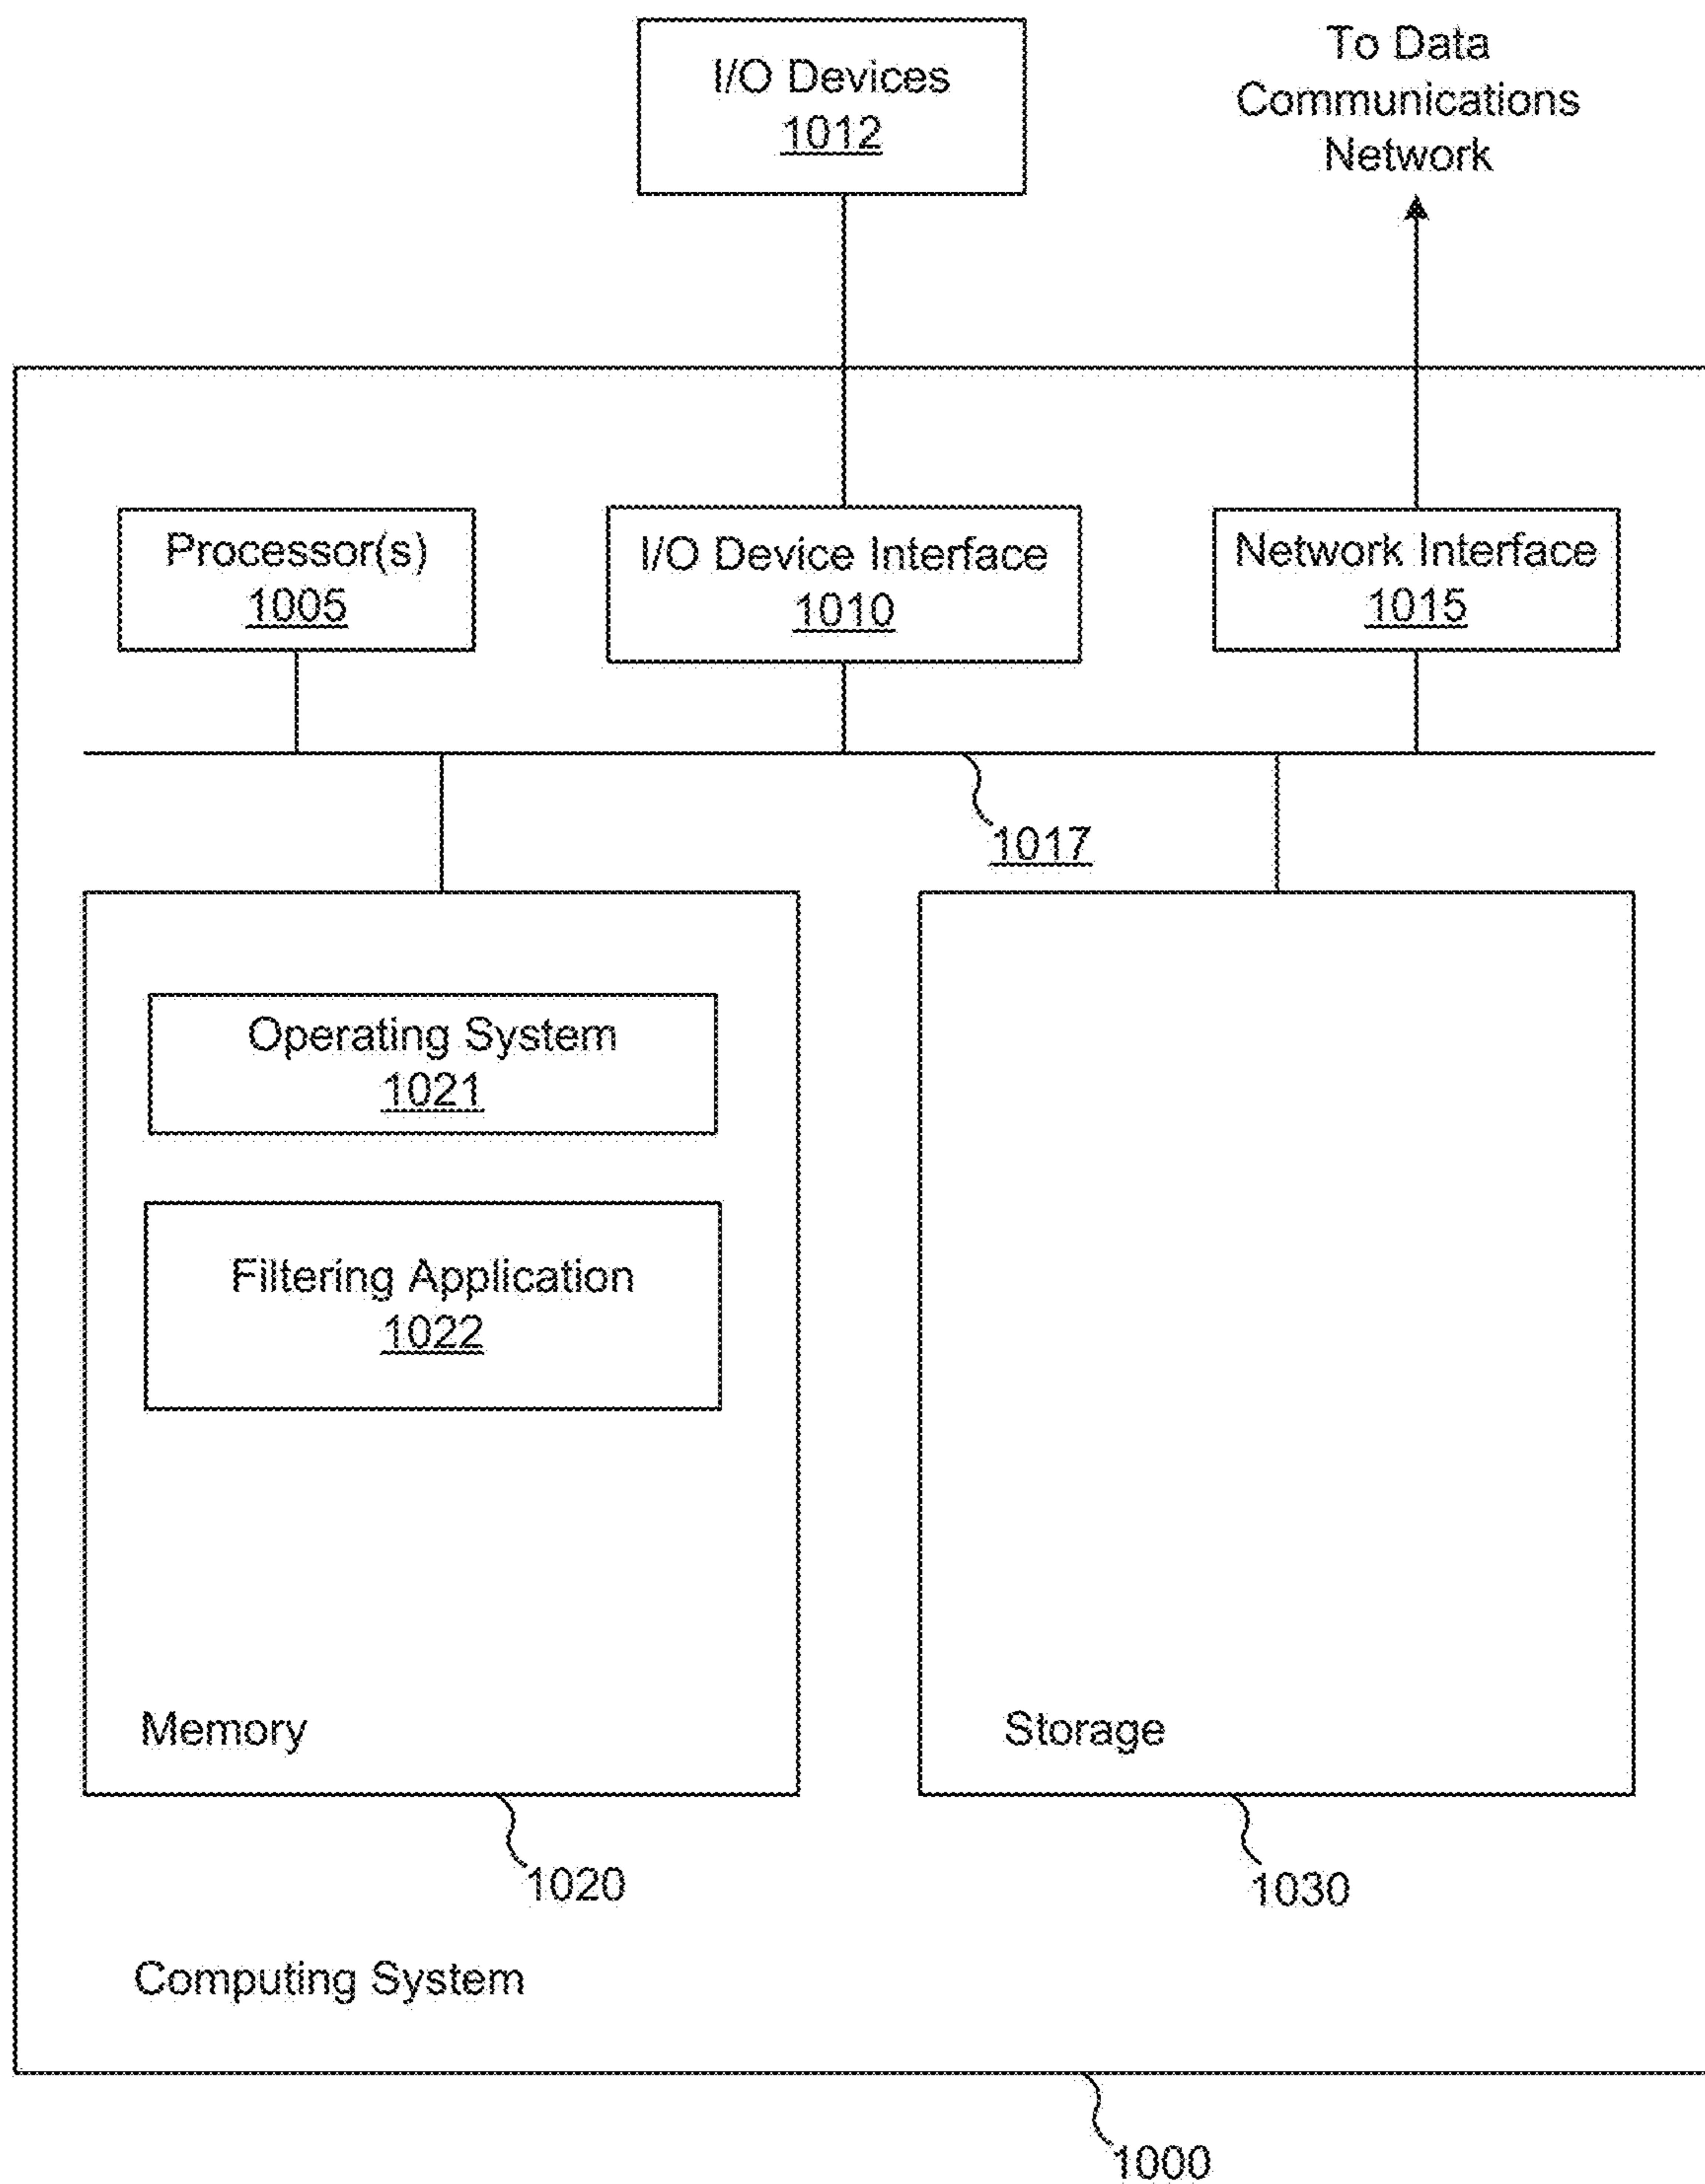 I/O Devices
1012
To Data
Communications
Network
Processor(s)
1005
I/O Device Interface
1010
Network Interface
1015
1017
Operating System
1021
Filtering Application
1022
Memory
Storage
1020
1030
Computing System
1000